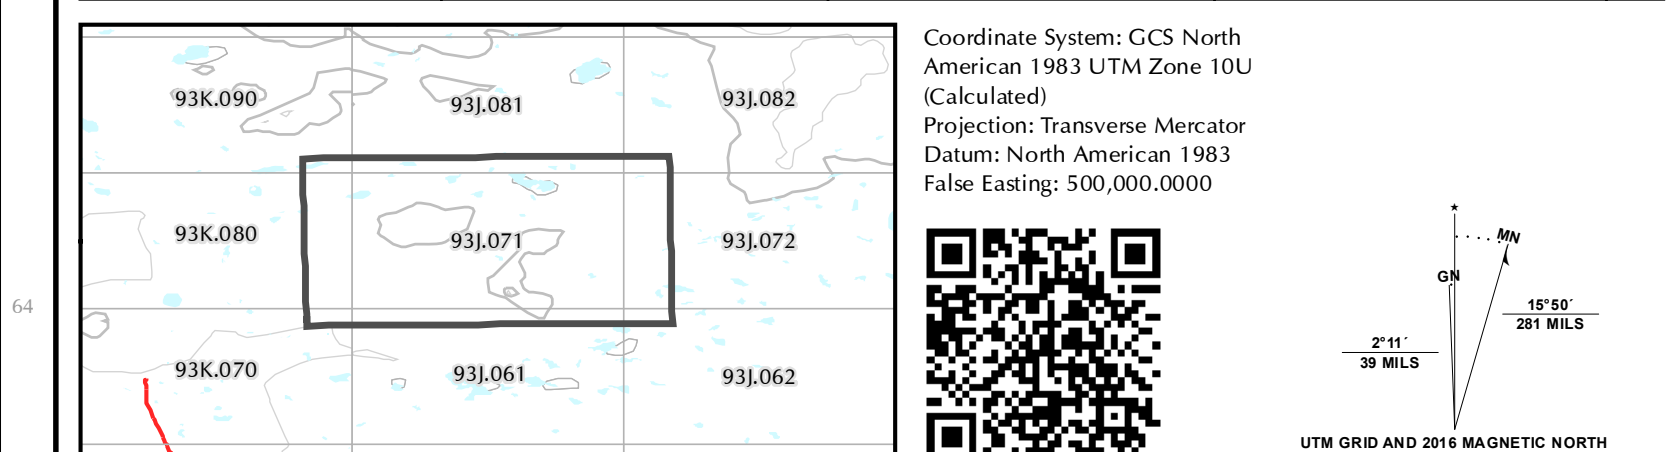 93K.090
93J.081
93J.082
93K.080
93J.071
93J.072
64
93K.070
93J.061
93J.062
Coordinate System: GCS North
American 1983 UTM Zone 10U
(Calculated)
Projection: Transverse Mercator
Datum: North American 1983
False Easting: 500,000.0000
MN
GN
15°50´
281 MILS
2°11´
39 MILS
UTM GRID AND 2016 MAGNETIC NORTH